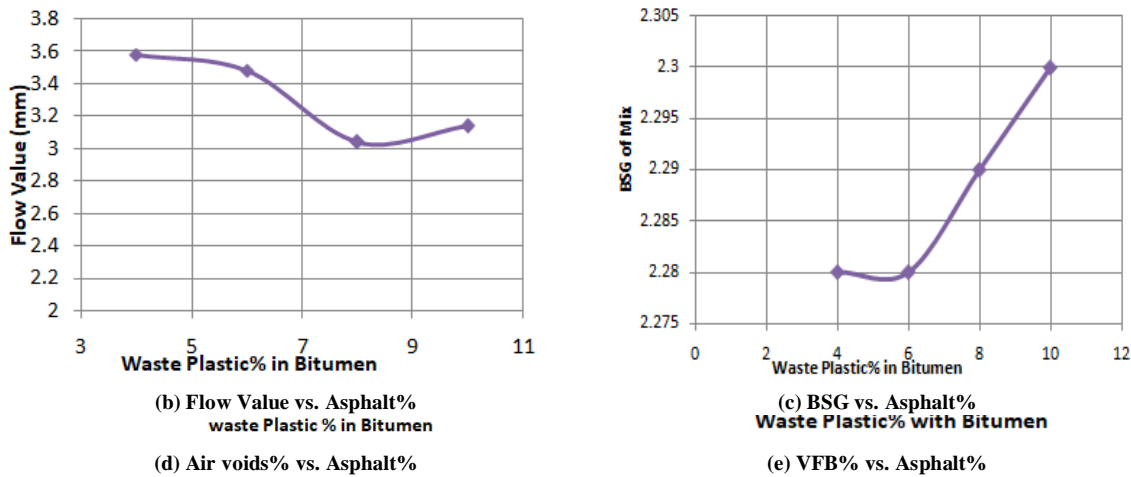 3.8
3.6
3.4
3.2
3
2.8
2.6
2.4
2.2
2
Flow Value (mm)
3 5 7 9 11
Waste Plastic% in Bitumen
(b) Flow Value vs. Asphalt%
waste Plastic % in Bitumen
(d) Air voids% vs. Asphalt%
2.305
2.3
2.295
2.29
2.285
2.28
2.275
BSG of Mix
0 2 4 6 8 10 12
Waste Plastic% in Bitumen
(c) BSG vs. Asphalt%
Waste Plastic% with Bitumen
(e) VFB% vs. Asphalt%